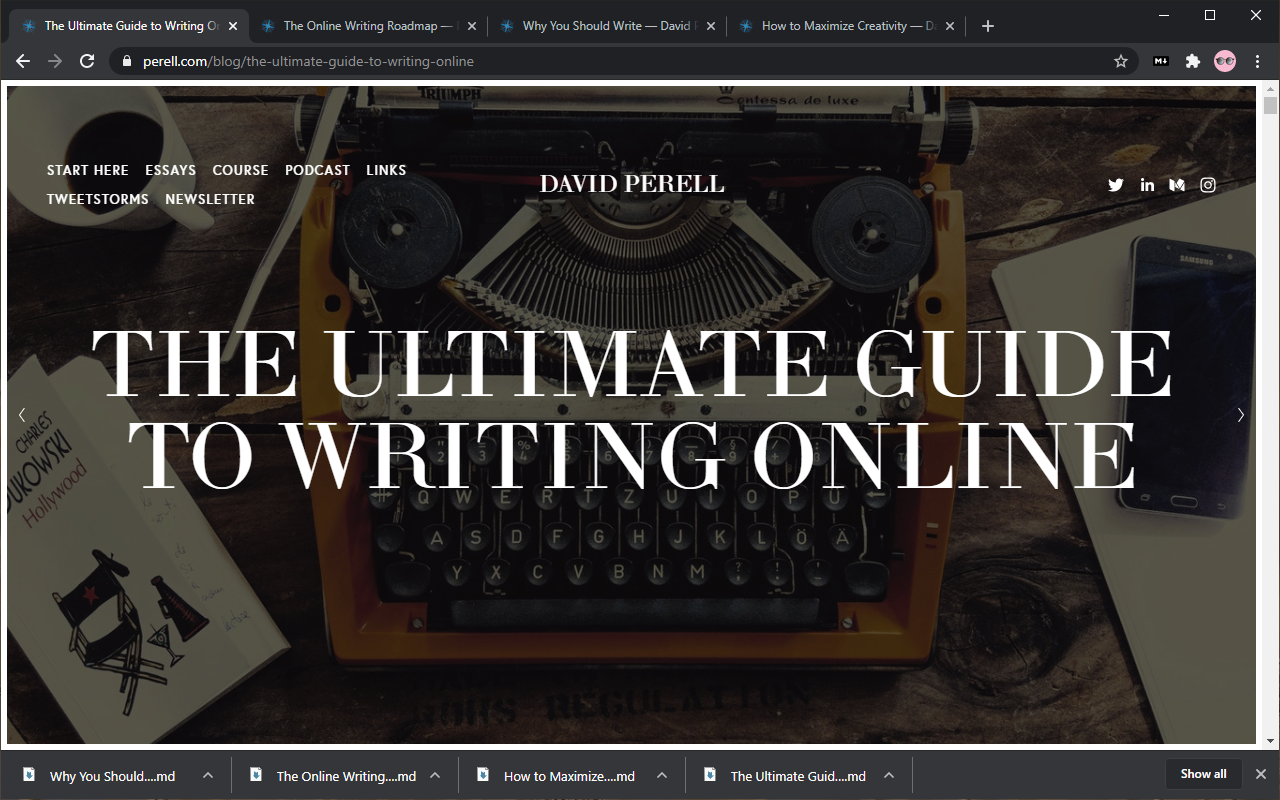 The Ultimate Guide to Writing O
The Online Writing Roadmap —
Why You Should Write — David
How to Maximize Creativity — D
perell.com/blog/the-ultimate-guide-to-writing-online
M
TRIUMPH
Contessa de luxe
START HERE ESSAYS COURSE PODCAST LINKS
TWEETSTORMS NEWSLETTER
DAVID PERELL
in
SAMSUNG
THE ULTIMATE GUIDE
TO WRITING ONLINE
CHARLES
BUKOWSKI
Hollywood
Q W E R T Z U I O P Ü
A S D F G H J K L Ö Ä
Y X C V B N M
REGULATION
Why You Should....md
The Online Writing....md
How to Maximize....md
The Ultimate Guid....md
Show all